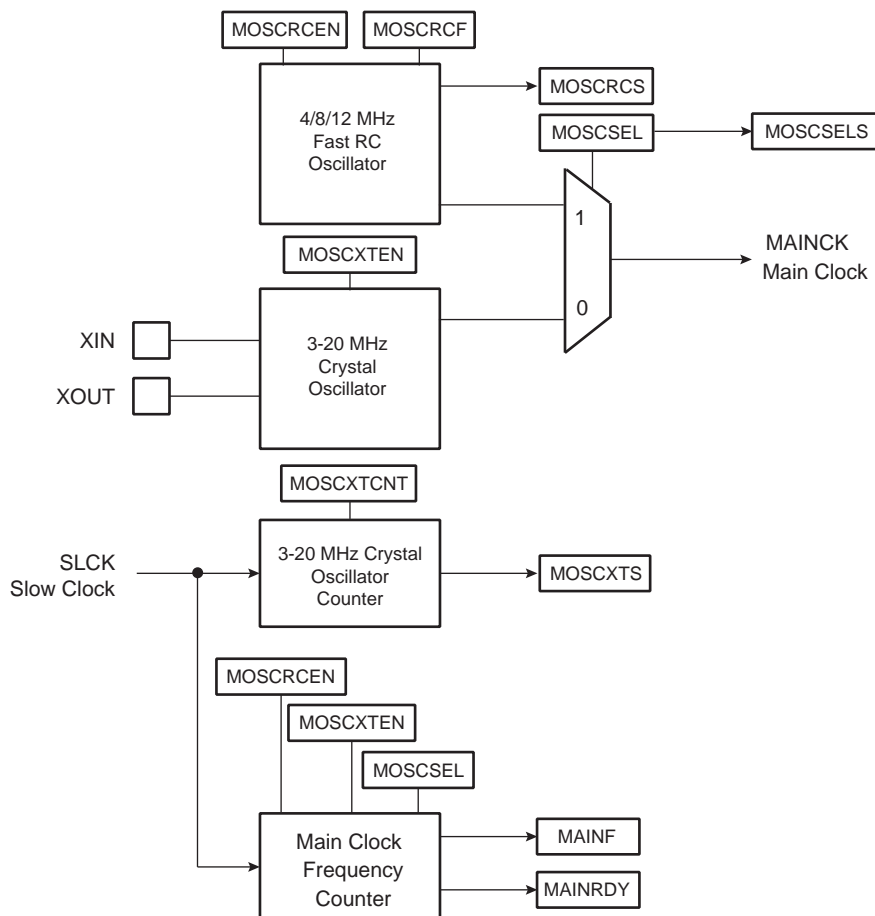 MOSCRCEN
MOSCRCF
4/8/12 MHz
Fast RC
Oscillator
MOSCRCS
MOSCSEL
MOSCSELS
1
0
MAINCK
Main Clock
MOSCXTEN
XIN
XOUT
3-20 MHz
Crystal
Oscillator
MOSCXTCNT
SLCK
Slow Clock
3-20 MHz Crystal
Oscillator
Counter
MOSCXTS
MOSCRCEN
MOSCXTEN
MOSCSEL
Main Clock
Frequency
Counter
MAINF
MAINRDY